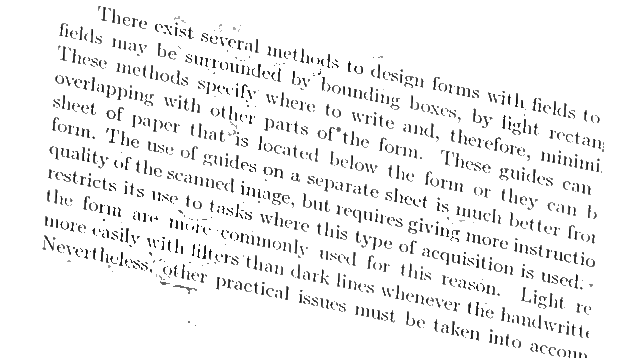 There exist several methods to design forms with fields to
fields may be surrounded by bounding boxes, by light rectang
These methods specify where to write and, therefore, minimi
overlapping with other parts of the form. These guides can
sheet of paper that is located below the form or they can b
form. The use of guides on a separate sheet is much better fro
quality of the scanned image, but requires giving more instructio
restricts its use to tasks where this type of acquisition is used.
the form are more commonly used for this reason. Light re
more easily with filters than dark lines whenever the handwritte
Nevertheless, other practical issues must be taken into accoun